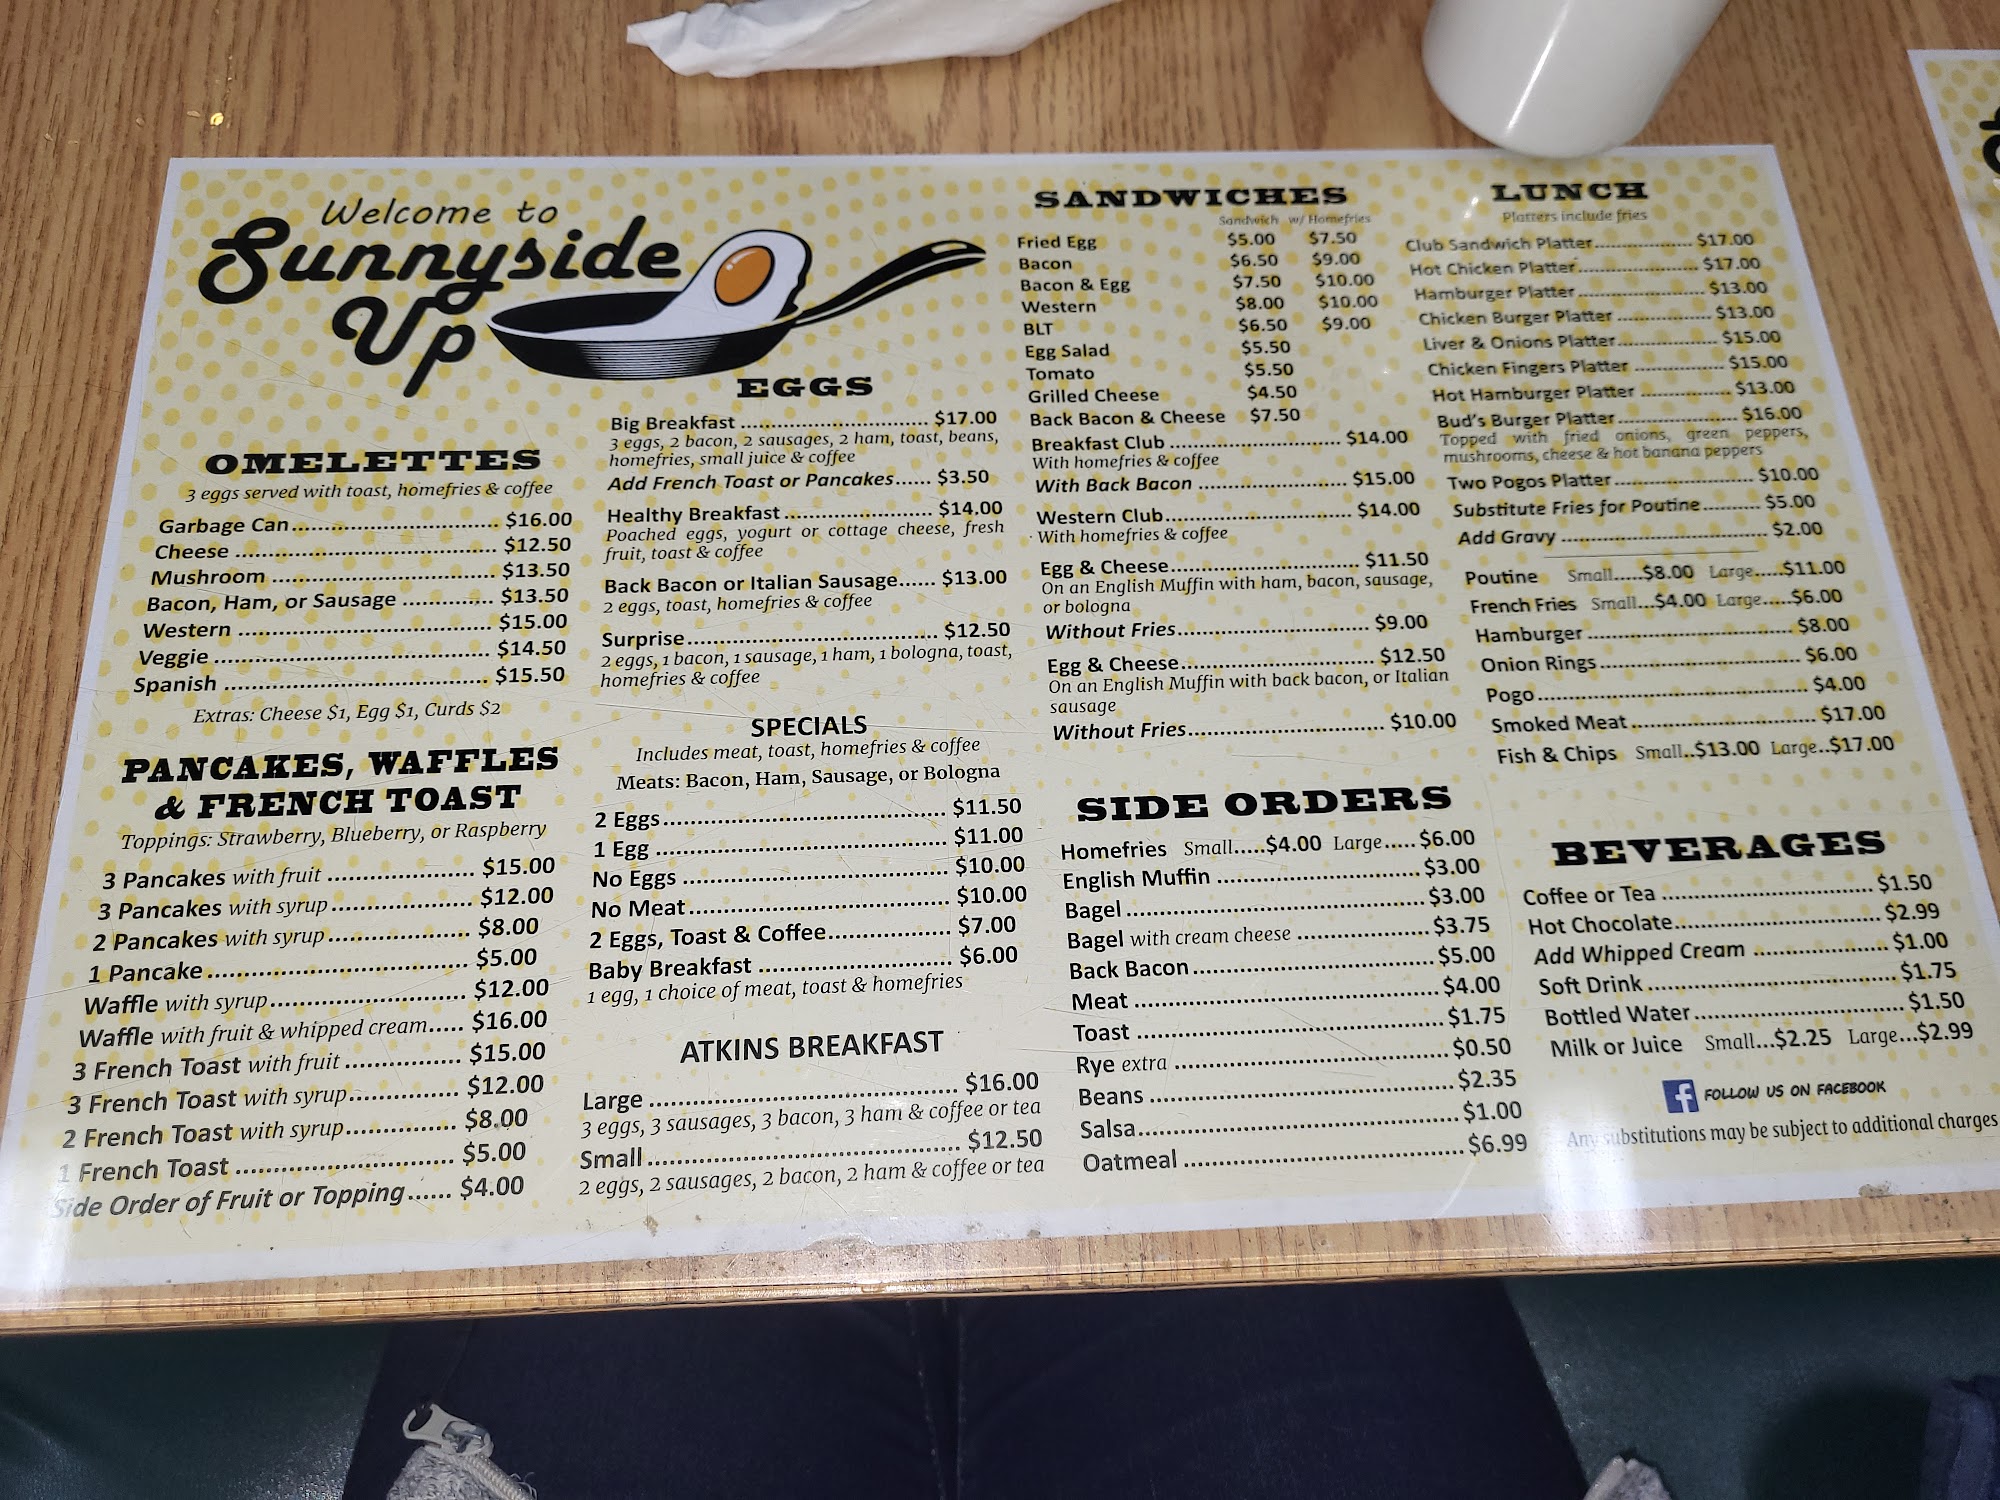 Welcome to
Sunnyside
Up
OMELETTES
3 eggs served with toast, homefries & coffee
Garbage Can.............................. $16.00
Cheese ...................................... $12.50
Mushroom ................................ $13.50
Bacon, Ham, or Sausage ............. $13.50
Western .................................... $15.00
Veggie ........................................ $14.50
Spanish ...................................... $15.50
Extras: Cheese $1, Egg $1, Curds $2
PANCAKES, WAFFLES
& FRENCH TOAST
Toppings: Strawberry, Blueberry, or Raspberry
3 Pancakes with fruit ..................... $15.00
3 Pancakes with syrup.................... $12.00
2 Pancakes with syrup.................... $8.00
1 Pancake..................................... $5.00
Waffle with syrup............................ $12.00
Waffle with fruit & whipped cream..... $16.00
3 French Toast with fruit ................ $15.00
3 French Toast with syrup............... $12.00
2 French Toast with syrup............... $8.00
1 French Toast ............................... $5.00
Side Order of Fruit or Topping...... $4.00
EGGS
Big Breakfast ............................. $17.00
3 eggs, 2 bacon, 2 sausages, 2 ham, toast, beans,
homefries, small juice & coffee
Add French Toast or Pancakes...... $3.50
Healthy Breakfast ....................... $14.00
Poached eggs, yogurt or cottage cheese, fresh
fruit, toast & coffee
Back Bacon or Italian Sausage...... $13.00
2 eggs, toast, homefries & coffee
Surprise..................................... $12.50
2 eggs, 1 bacon, 1 sausage, 1 ham, 1 bologna, toast,
homefries & coffee
SPECIALS
Includes meat, toast, homefries & coffee
Meats: Bacon, Ham, Sausage, or Bologna
2 Eggs......................................... $11.50
1 Egg .......................................... $11.00
No Eggs ...................................... $10.00
No Meat...................................... $10.00
2 Eggs, Toast & Coffee.................. $7.00
Baby Breakfast ............................ $6.00
1 egg, 1 choice of meat, toast & homefries
ATKINS BREAKFAST
Large ............................................ $16.00
3 eggs, 3 sausages, 3 bacon, 3 ham & coffee or tea
Small ............................................ $12.50
2 eggs, 2 sausages, 2 bacon, 2 ham & coffee or tea
SANDWICHES
Sandwich w/ Homefries
Fried Egg $5.00 $7.50
Bacon $6.50 $9.00
Bacon & Egg $7.50 $10.00
Western $8.00 $10.00
BLT $6.50 $9.00
Egg Salad $5.50
Tomato $5.50
Grilled Cheese $4.50
Back Bacon & Cheese $7.50
Breakfast Club .......................... $14.00
With homefries & coffee
With Back Bacon ...................... $15.00
Western Club............................ $14.00
With homefries & coffee
Egg & Cheese............................ $11.50
On an English Muffin with ham, bacon, sausage,
or bologna
Without Fries............................ $9.00
Egg & Cheese............................ $12.50
On an English Muffin with back bacon, or Italian
sausage
Without Fries............................ $10.00
SIDE ORDERS
Homefries Small.....$4.00 Large..... $6.00
English Muffin ............................. $3.00
Bagel .......................................... $3.00
Bagel with cream cheese .................. $3.75
Back Bacon................................... $5.00
Meat ........................................... $4.00
Toast ........................................... $1.75
Rye extra ...................................... $0.50
Beans .......................................... $2.35
Salsa............................................ $1.00
Oatmeal ...................................... $6.99
LUNCH
Platters include fries
Club Sandwich Platter................... $17.00
Hot Chicken Platter....................... $17.00
Hamburger Platter........................ $13.00
Chicken Burger Platter .................. $13.00
Liver & Onions Platter................... $15.00
Chicken Fingers Platter ................. $15.00
Hot Hamburger Platter ................. $13.00
Bud's Burger Platter...................... $16.00
Topped with fried onions, green peppers,
mushrooms, cheese & hot banana peppers
Two Pogos Platter......................... $10.00
Substitute Fries for Poutine........... $5.00
Add Gravy ................................... $2.00
Poutine Small.....$8.00 Large.....$11.00
French Fries Small...$4.00 Large.....$6.00
Hamburger .................................. $8.00
Onion Rings ................................. $6.00
Pogo............................................ $4.00
Smoked Meat............................... $17.00
Fish & Chips Small..$13.00 Large..$17.00
BEVERAGES
Coffee or Tea ............................... $1.50
Hot Chocolate.............................. $2.99
Add Whipped Cream .................... $1.00
Soft Drink .................................... $1.75
Bottled Water............................... $1.50
Milk or Juice Small...$2.25 Large...$2.99
f FOLLOW US ON FACEBOOK
Any substitutions may be subject to additional charges